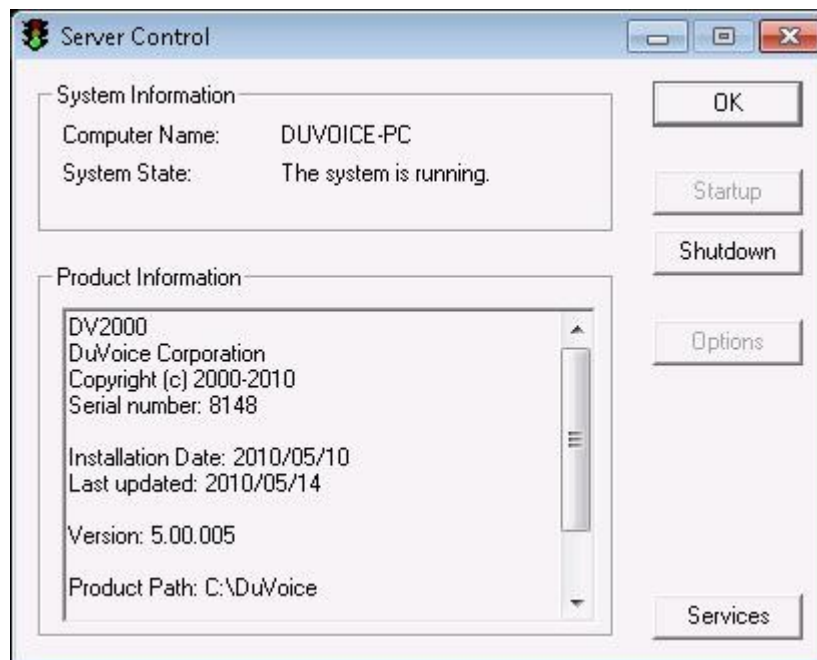 Server Control
System Information
Computer Name: DUVOICE-PC
System State: The system is running.
Product Information
DV2000
DuVoice Corporation
Copyright (c) 2000-2010
Serial number: 8148
Installation Date: 2010/05/10
Last updated: 2010/05/14
Version: 5.00.005
Product Path: C:\DuVoice
OK
Startup
Shutdown
Options
Services